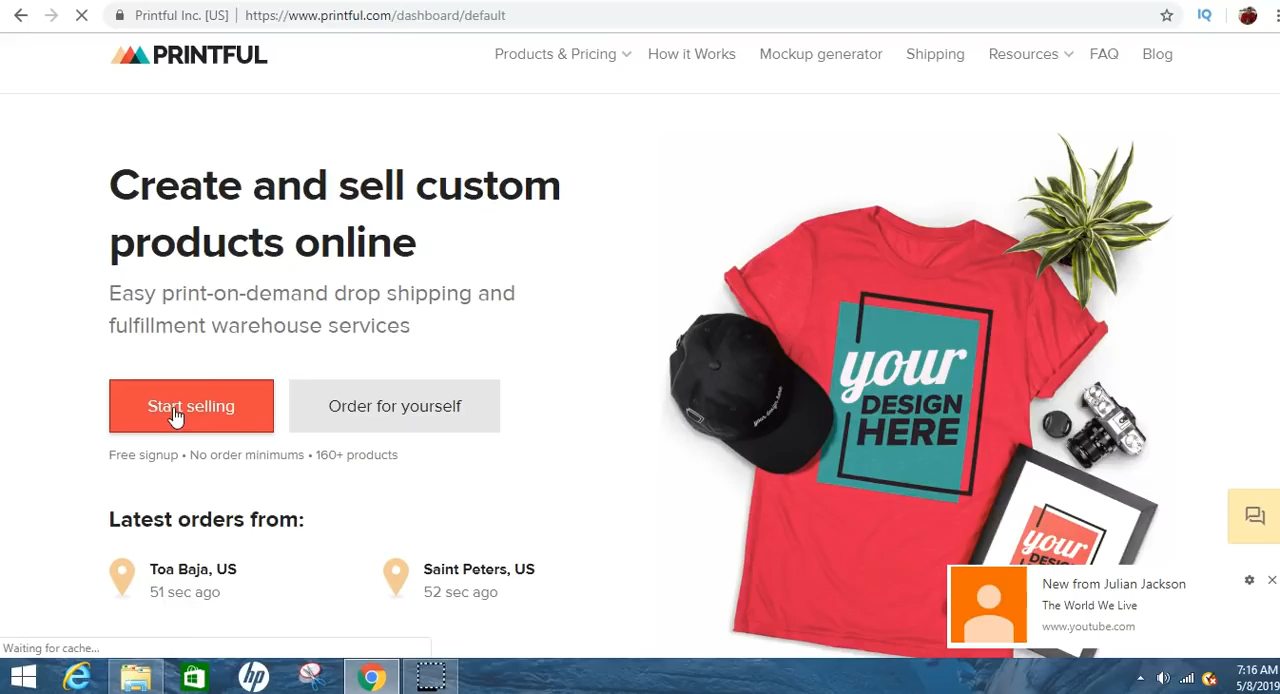 Printful Inc. [US] | https://www.printful.com/dashboard/default
IQ
PRINTFUL
Products & Pricing How it Works Mockup generator Shipping Resources FAQ Blog
Create and sell custom
products online
Easy print-on-demand drop shipping and
fulfillment warehouse services
Start selling Order for yourself
Free signup • No order minimums • 160+ products
Latest orders from:
Toa Baja, US
51 sec ago
Saint Peters, US
52 sec ago
your
DESIGN
HERE
your
New from Julian Jackson
The World We Live
www.youtube.com
Waiting for cache...
hp
7:16 AM
5/8/2019